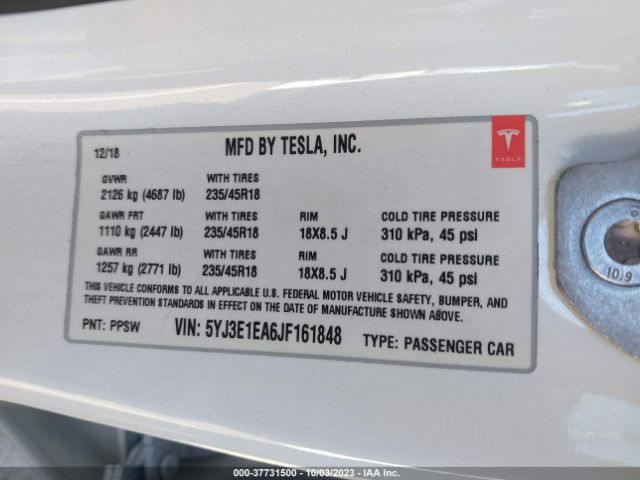 12/18
MFD BY TESLA, INC.
TESLA
GVWR WITH TIRES
2126 kg (4687 lb) 235/45R18
GAWR FRT WITH TIRES RIM COLD TIRE PRESSURE
1110 kg (2447 lb) 235/45R18 18X8.5 J 310 kPa, 45 psi
GAWR RR WITH TIRES RIM COLD TIRE PRESSURE
1257 kg (2771 lb) 235/45R18 18X8.5 J 310 kPa, 45 psi
THIS VEHICLE CONFORMS TO ALL APPLICABLE U.S. FEDERAL MOTOR VEHICLE SAFETY, BUMPER, AND
THEFT PREVENTION STANDARDS IN EFFECT ON THE DATE OF MANUFACTURE SHOWN ABOVE.
PNT: PPSW VIN: 5YJ3E1EA6JF161848 TYPE: PASSENGER CAR
10.9
000-37731500 - 10/03/2023 - IAA Inc.